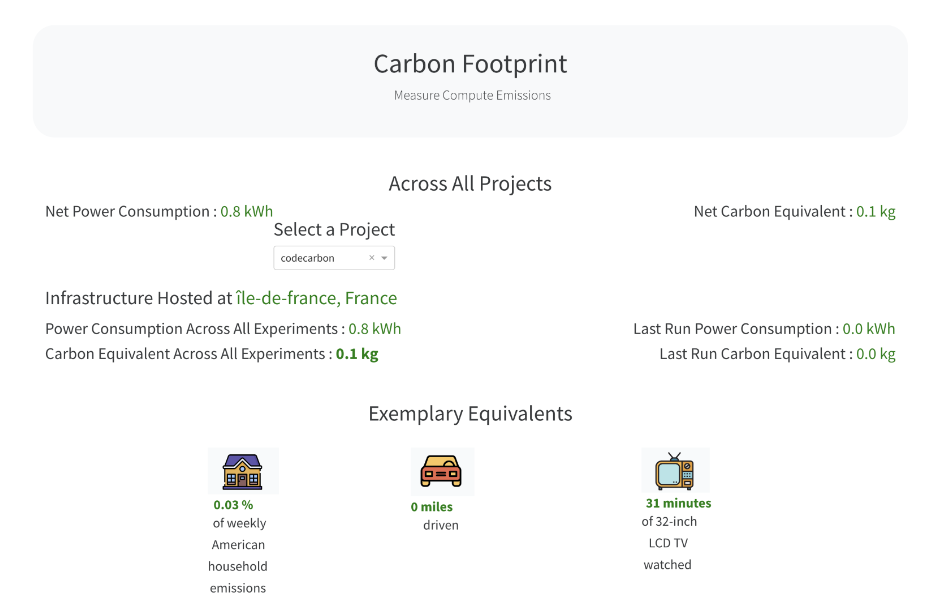 Carbon Footprint
Measure Compute Emissions
Across All Projects
Net Power Consumption : 0.8 kWh
Net Carbon Equivalent : 0.1 kg
Select a Project
codecarbon
Infrastructure Hosted at île-de-france, France
Power Consumption Across All Experiments : 0.8 kWh
Last Run Power Consumption : 0.0 kWh
Carbon Equivalent Across All Experiments : 0.1 kg
Last Run Carbon Equivalent : 0.0 kg
Exemplary Equivalents
0.03 %
of weekly
American
household
emissions
0 miles
driven
31 minutes
of 32-inch
LCD TV
watched